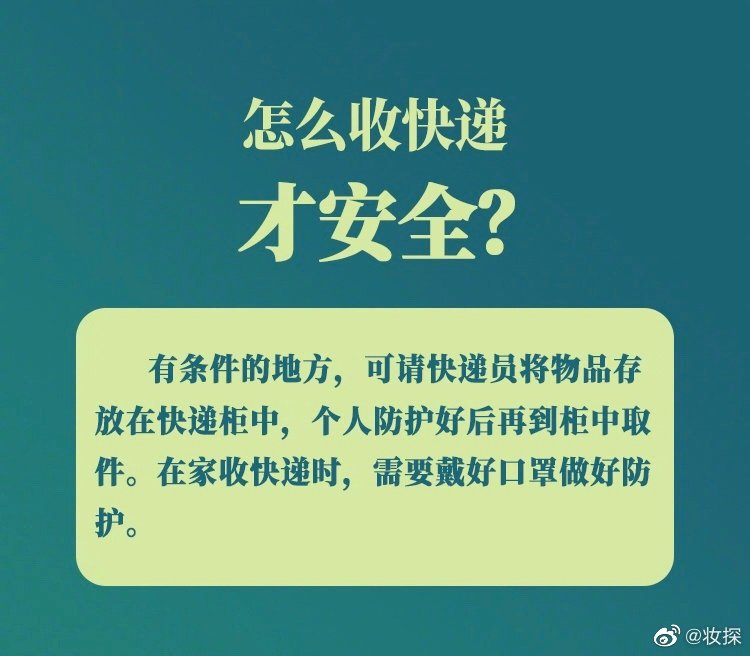 怎么收快递
才安全?
有条件的地方，可请快递员将物品存
放在快递柜中，个人防护好后再到柜中取
件。在家收快递时，需要戴好口罩做好防
护。
@妆探